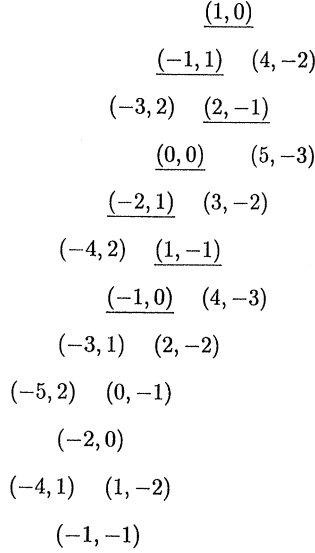 (1, 0)
(−1, 1) (4, −2)
(−3, 2) (2, −1)
(0, 0) (5, −3)
(−2, 1) (3, −2)
(−4, 2) (1, −1)
(−1, 0) (4, −3)
(−3, 1) (2, −2)
(−5, 2) (0, −1)
(−2, 0)
(−4, 1) (1, −2)
(−1, −1)